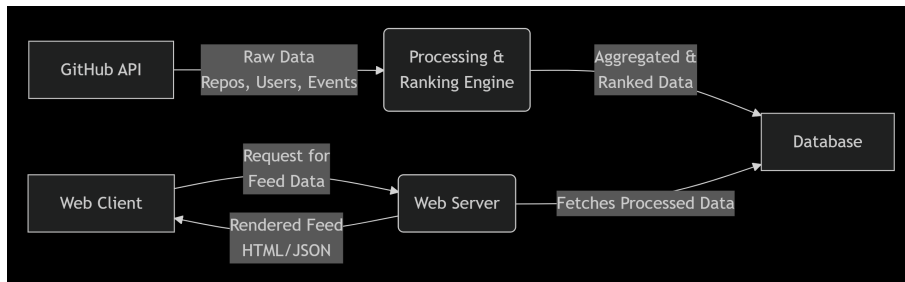 GitHub API
Raw Data
Repos, Users, Events
Processing &
Ranking Engine
Aggregated &
Ranked Data
Database
Web Client
Request for
Feed Data
Rendered Feed
HTML/JSON
Web Server
Fetches Processed Data